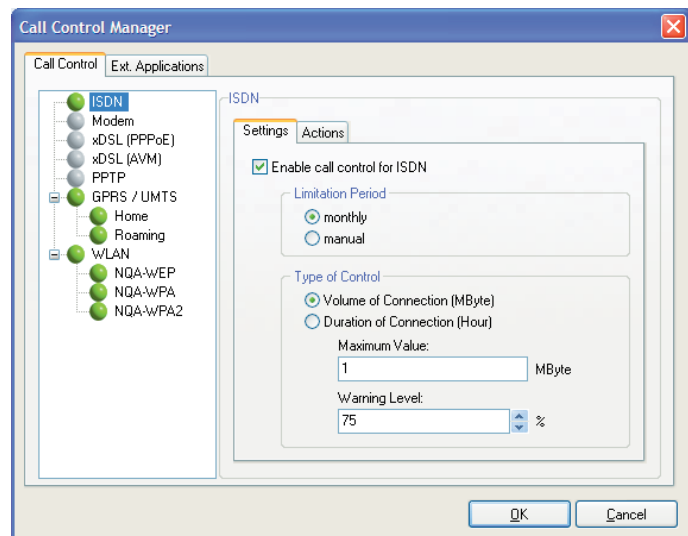 Call Control Manager
Call Control
Ext. Applications
ISDN
Modem
xDSL (PPPoE)
xDSL (AVM)
PPTP
GPRS / UMTS
Home
Roaming
WLAN
NQA-WEP
NQA-WPA
NQA-WPA2
ISDN
Settings
Actions
Enable call control for ISDN
Limitation Period
monthly
manual
Type of Control
Volume of Connection (MByte)
Duration of Connection (Hour)
Maximum Value:
1 MByte
Warning Level:
75 %
OK
Cancel